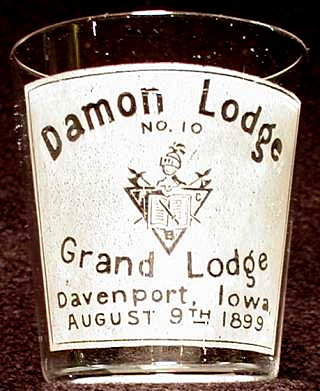 Damon Lodge
NO. 10
F C
B
Grand Lodge
Davenport, Iowa
AUGUST 9TH 1899